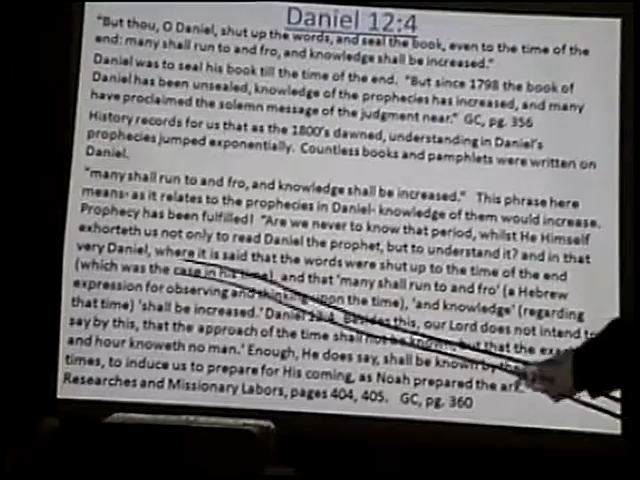 Daniel 12:4
"But thou, O Daniel, shut up the words, and seal the book, even to the time of the
end: many shall run to and fro, and knowledge shall be increased."
Daniel was to seal his book till the time of the end. "But since 1798 the book of
Daniel has been unsealed, knowledge of the prophecies has increased, and many
have proclaimed the solemn message of the judgment near." GC, pg. 356
History records for us that as the 1800's dawned, understanding in Daniel's
prophecies jumped exponentially. Countless books and pamphlets were written on
Daniel.
"many shall run to and fro, and knowledge shall be increased." This phrase here
means- as it relates to the prophecies in Daniel- knowledge of them would increase.
Prophecy has been fulfilled! "Are we never to know that period, whilst He Himself
exhorteth us not only to read Daniel the prophet, but to understand it? and in that
very Daniel, where it is said that the words were shut up to the time of the end
(which was the case in his time), and that 'many shall run to and fro' (a Hebrew
expression for observing and thinking upon the time), 'and knowledge' (regarding
that time) 'shall be increased.' Daniel 12:4. Besides this, our Lord does not intend to
say by this, that the approach of the time shall not be known, but that the exact
and hour knoweth no man.' Enough, He does say, shall be known by the
times, to induce us to prepare for His coming, as Noah prepared the ark.
Researches and Missionary Labors, pages 404, 405. GC, pg. 360